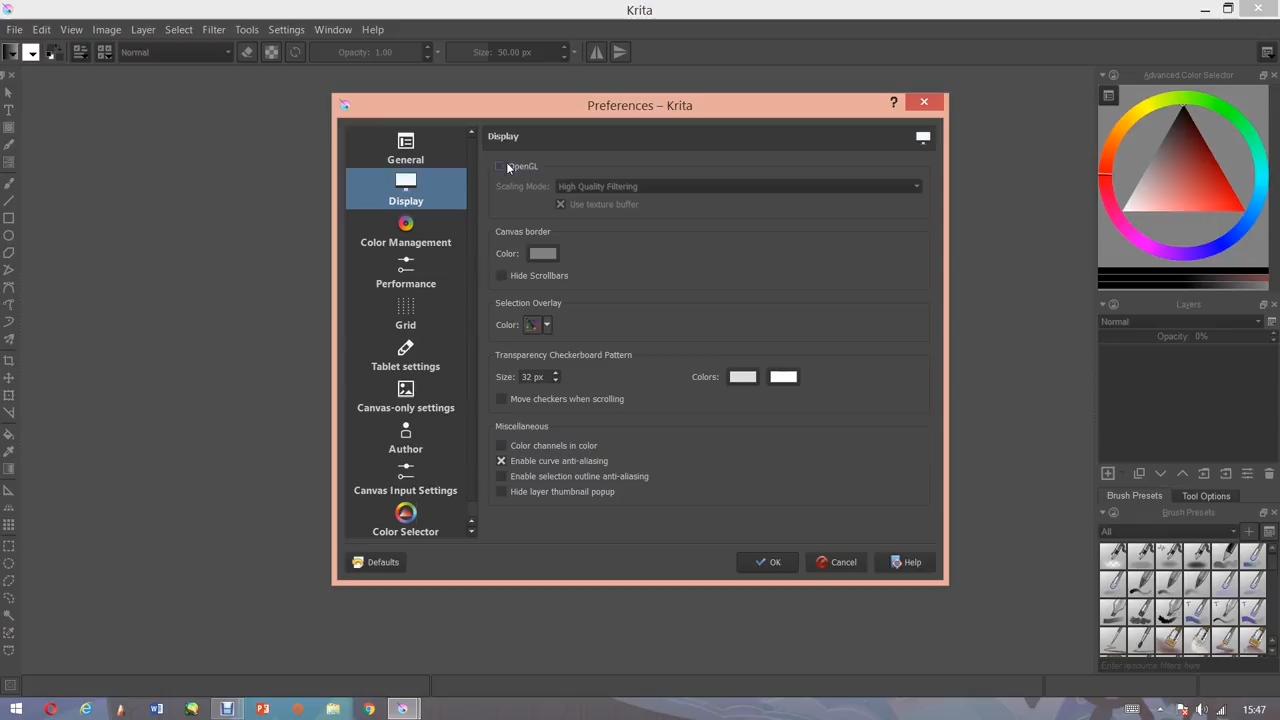 Krita
File Edit View Image Layer Select Filter Tools Settings Window Help
Normal Opacity: 1.00 Size: 50.00 px
Preferences – Krita
?
General
Display
Color Management
Performance
Grid
Tablet settings
Canvas-only settings
Author
Canvas Input Settings
Color Selector
Display
OpenGL
Scaling Mode: High Quality Filtering
Use texture buffer
Canvas border
Color:
Hide Scrollbars
Selection Overlay
Color:
Transparency Checkerboard Pattern
Size: 32 px Colors:
Move checkers when scrolling
Miscellaneous
Color channels in color
Enable curve anti-aliasing
Enable selection outline anti-aliasing
Hide layer thumbnail popup
Defaults OK Cancel Help
Advanced Color Selector
Layers
Normal
Opacity: 0%
Brush Presets Tool Options
Brush Presets
All
Enter resource filters here
15:47